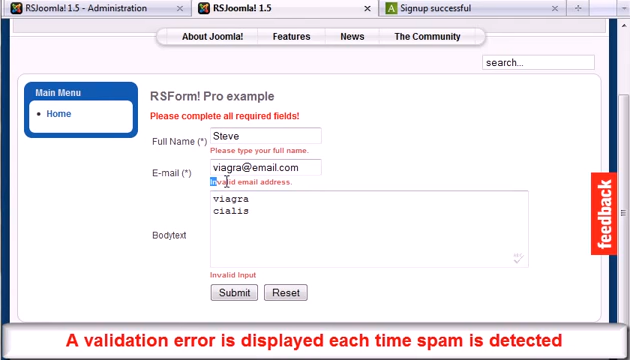 RSJoomla! 1.5 - Administration
RSJoomla! 1.5
Signup successful
About Joomla!
Features
News
The Community
search...
Main Menu
Home
RSForm! Pro example
Please complete all required fields!
Full Name (*)
Steve
Please type your full name.
E-mail (*)
viagra@email.com
Invalid email address.
Bodytext
viagra
cialis
Invalid Input
Submit
Reset
feedback
A validation error is displayed each time spam is detected